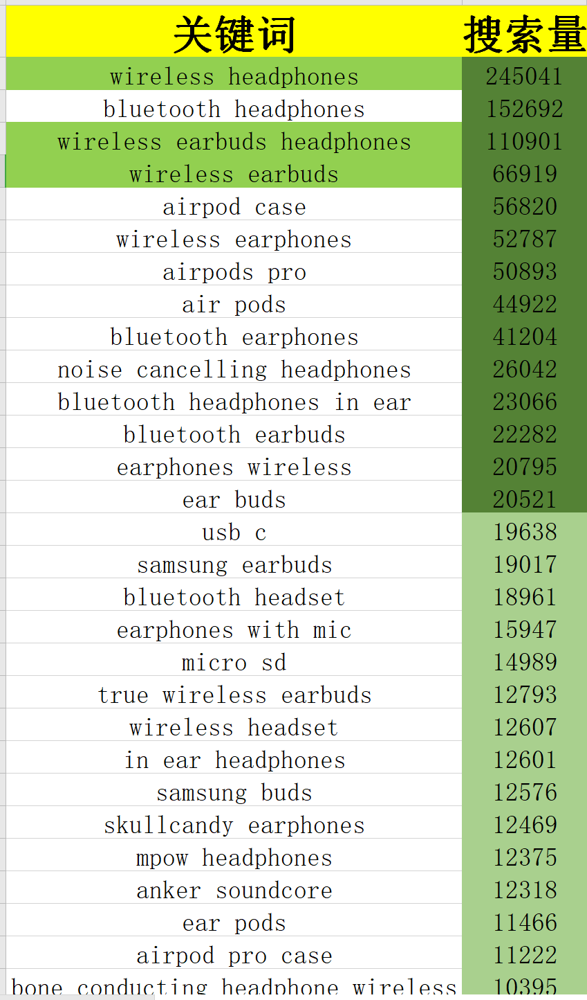 关键词 搜索量
wireless headphones 245041
bluetooth headphones 152692
wireless earbuds headphones 110901
wireless earbuds 66919
airpod case 56820
wireless earphones 52787
airpods pro 50893
air pods 44922
bluetooth earphones 41204
noise cancelling headphones 26042
bluetooth headphones in ear 23066
bluetooth earbuds 22282
earphones wireless 20795
ear buds 20521
usb c 19638
samsung earbuds 19017
bluetooth headset 18961
earphones with mic 15947
micro sd 14989
true wireless earbuds 12793
wireless headset 12607
in ear headphones 12601
samsung buds 12576
skullcandy earphones 12469
mpow headphones 12375
anker soundcore 12318
ear pods 11466
airpod pro case 11222
bone conducting headphone wireless 10395